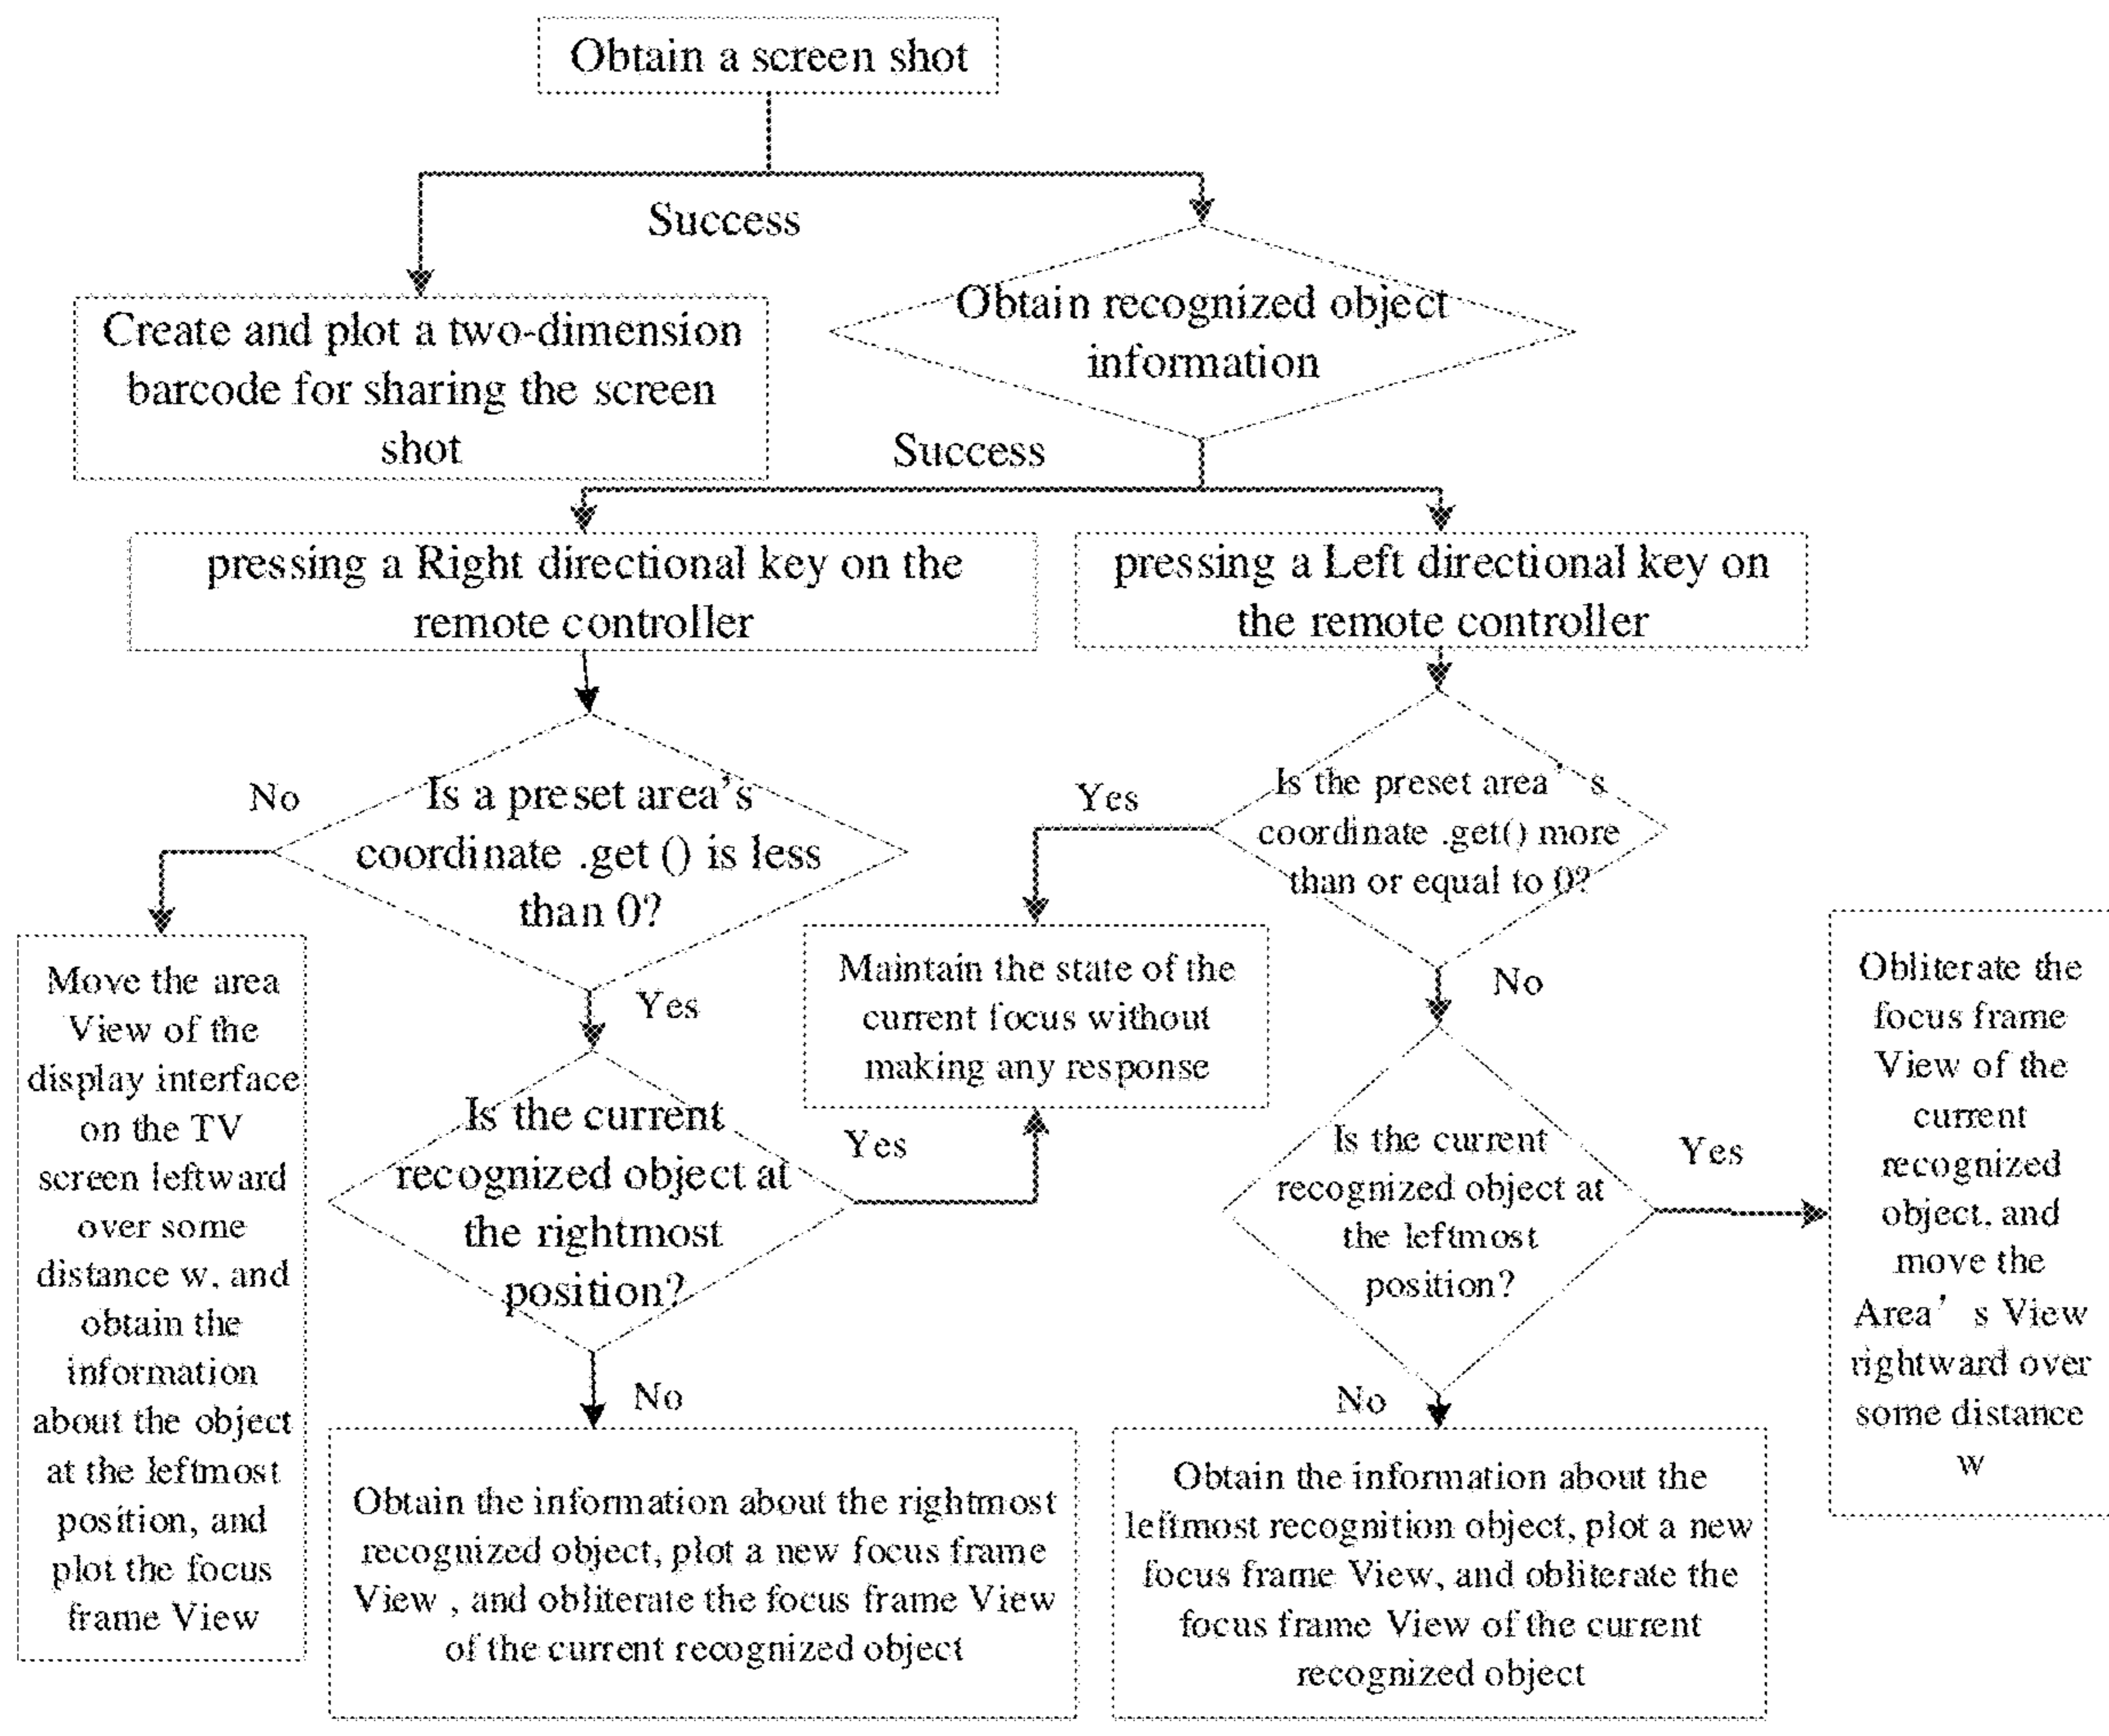 Obtain a screen shot
Success
Create and plot a two-dimension
barcode for sharing the screen
shot
Obtain recognized object
information
Success
pressing a Right directional key on the
remote controller
pressing a Left directional key on
the remote controller
No
Is a preset area's
coordinate .get () is less
than 0?
Yes
Yes
Is the preset area's
coordinate .get() more
than or equal to 0?
No
Move the area
View of the
display interface
on the TV
screen leftward
over some
distance w, and
obtain the
information
about the object
at the leftmost
position, and
plot the focus
frame View
Maintain the state of the
current focus without
making any response
Is the current
recognized object at
the rightmost
position?
Yes
No
Is the current
recognized object at
the leftmost
position?
Yes
No
Obliterate the
focus frame
View of the
current
recognized
object, and
move the
Area's View
rightward over
some distance
w
Obtain the information about the rightmost
recognized object, plot a new focus frame
View , and obliterate the focus frame View
of the current recognized object
Obtain the information about the
leftmost recognition object, plot a new
focus frame View, and obliterate the
focus frame View of the current
recognized object